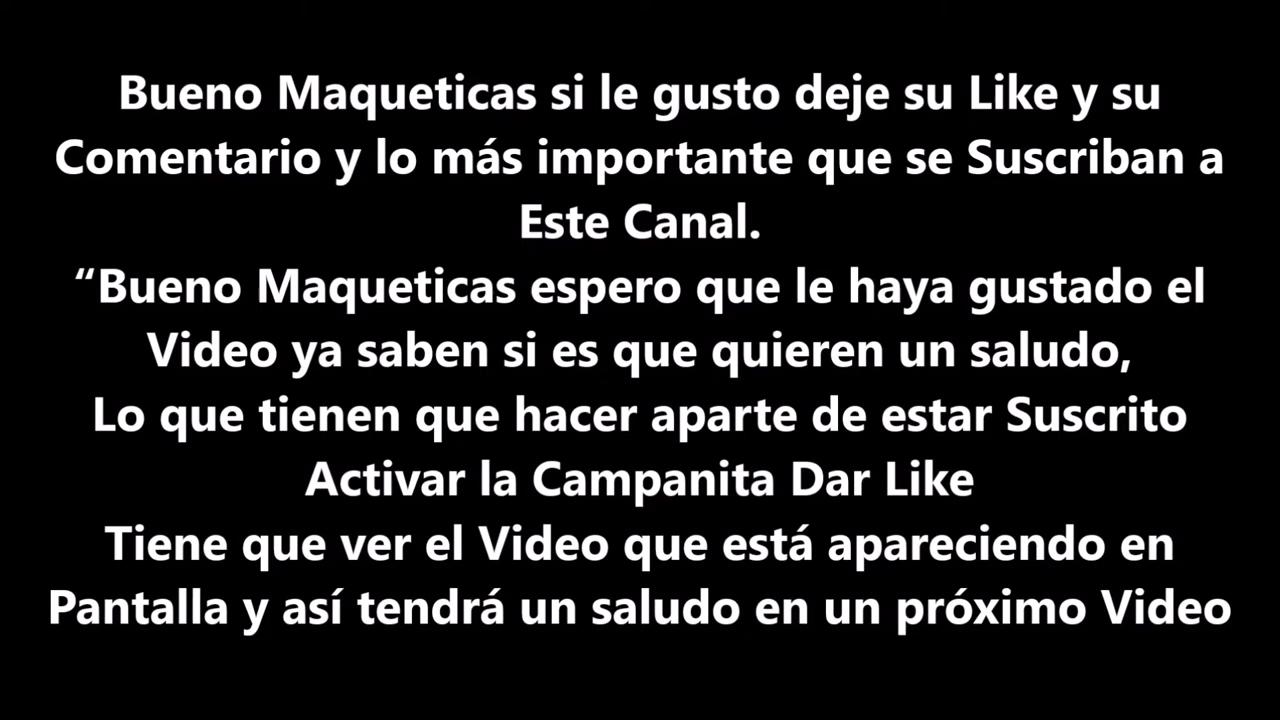 Bueno Maqueticas si le gusto deje su Like y su
Comentario y lo más importante que se Suscriban a
Este Canal.
“Bueno Maqueticas espero que le haya gustado el
Video ya saben si es que quieren un saludo,
Lo que tienen que hacer aparte de estar Suscrito
Activar la Campanita Dar Like
Tiene que ver el Video que está apareciendo en
Pantalla y así tendrá un saludo en un próximo Video